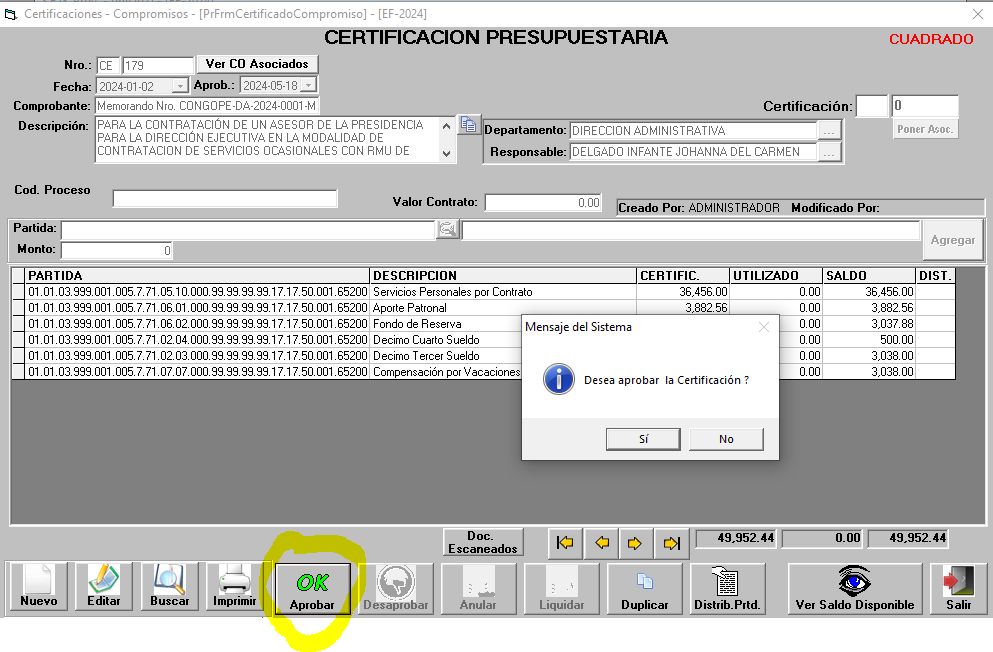 Certificaciones - Compromisos - [PrFrmCertificadoCompromiso] - [EF-2024]
CERTIFICACION PRESUPUESTARIA
CUADRADO
Nro.: CE 179 Ver CO Asociados
Fecha: 2024-01-02 Aprob.: 2024-05-18
Comprobante: Memorando Nro. CONGOPE-DA-2024-0001-M
Certificación: 0
Poner Asoc.
Descripción: PARA LA CONTRATACIÓN DE UN ASESOR DE LA PRESIDENCIA
PARA LA DIRECCIÓN EJECUTIVA EN LA MODALIDAD DE
CONTRATACION DE SERVICIOS OCASIONALES CON RMU DE
Departamento: DIRECCION ADMINISTRATIVA ...
Responsable: DELGADO INFANTE JOHANNA DEL CARMEN ...
Cod. Proceso
Valor Contrato: 0.00
Creado Por: ADMINISTRADOR Modificado Por:
Partida:
Monto: 0
Agregar
PARTIDA DESCRIPCION CERTIFIC. UTILIZADO SALDO DIST.
01.01.03.999.001.005.7.71.05.10.000.99.99.99.99.17.17.50.001.65200 Servicios Personales por Contrato 36,456.00 0.00 36,456.00
01.01.03.999.001.005.7.71.06.01.000.99.99.99.99.17.17.50.001.65200 Aporte Patronal 3,882.56 0.00 3,882.56
01.01.03.999.001.005.7.71.06.02.000.99.99.99.99.17.17.50.001.65200 Fondo de Reserva 0.00 3,037.88
01.01.03.999.001.005.7.71.02.04.000.99.99.99.99.17.17.50.001.65200 Decimo Cuarto Sueldo 0.00 500.00
01.01.03.999.001.005.7.71.02.03.000.99.99.99.99.17.17.50.001.65200 Decimo Tercer Sueldo 0.00 3,038.00
01.01.03.999.001.005.7.71.07.07.000.99.99.99.99.17.17.50.001.65200 Compensación por Vacaciones 0.00 3,038.00
Mensaje del Sistema
Desea aprobar la Certificación ?
Sí No
Doc.
Escaneados
49,952.44 0.00 49,952.44
OK
Nuevo Editar Buscar Imprimir Aprobar Desaprobar Anular Liquidar Duplicar Distrib.Prtd. Ver Saldo Disponible Salir